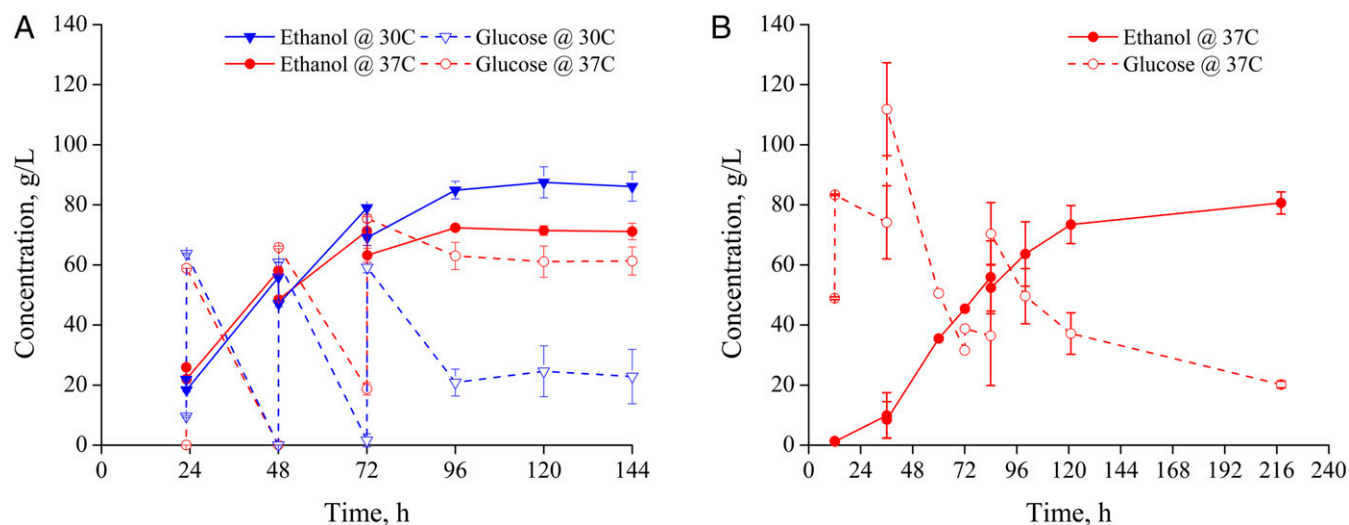 A
Ethanol @ 30C Glucose @ 30C
Ethanol @ 37C Glucose @ 37C
Concentration, g/L
140
120
100
80
60
40
20
0
0 24 48 72 96 120 144
Time, h
B
Ethanol @ 37C
Glucose @ 37C
Concentration, g/L
140
120
100
80
60
40
20
0
0 24 48 72 96 120 144 168 192 216 240
Time, h